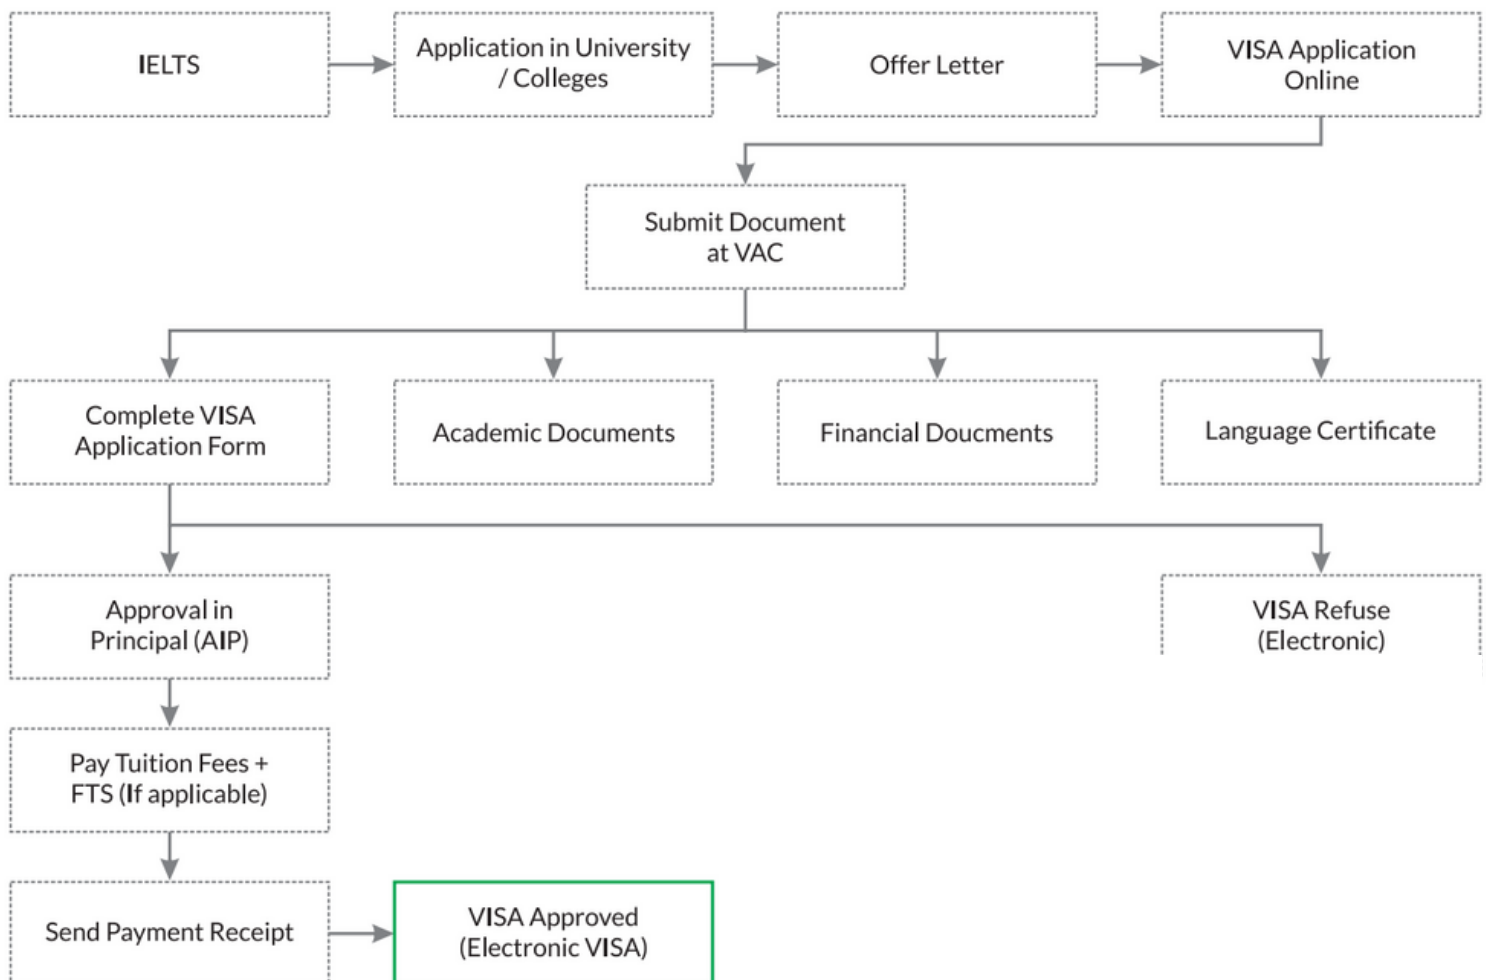 IELTS
Application in University
/ Colleges
Offer Letter
VISA Application
Online
Submit Document
at VAC
Complete VISA
Application Form
Academic Documents
Financial Doucments
Language Certificate
Approval in
Principal (AIP)
VISA Refuse
(Electronic)
Pay Tuition Fees +
FTS (If applicable)
Send Payment Receipt
VISA Approved
(Electronic VISA)